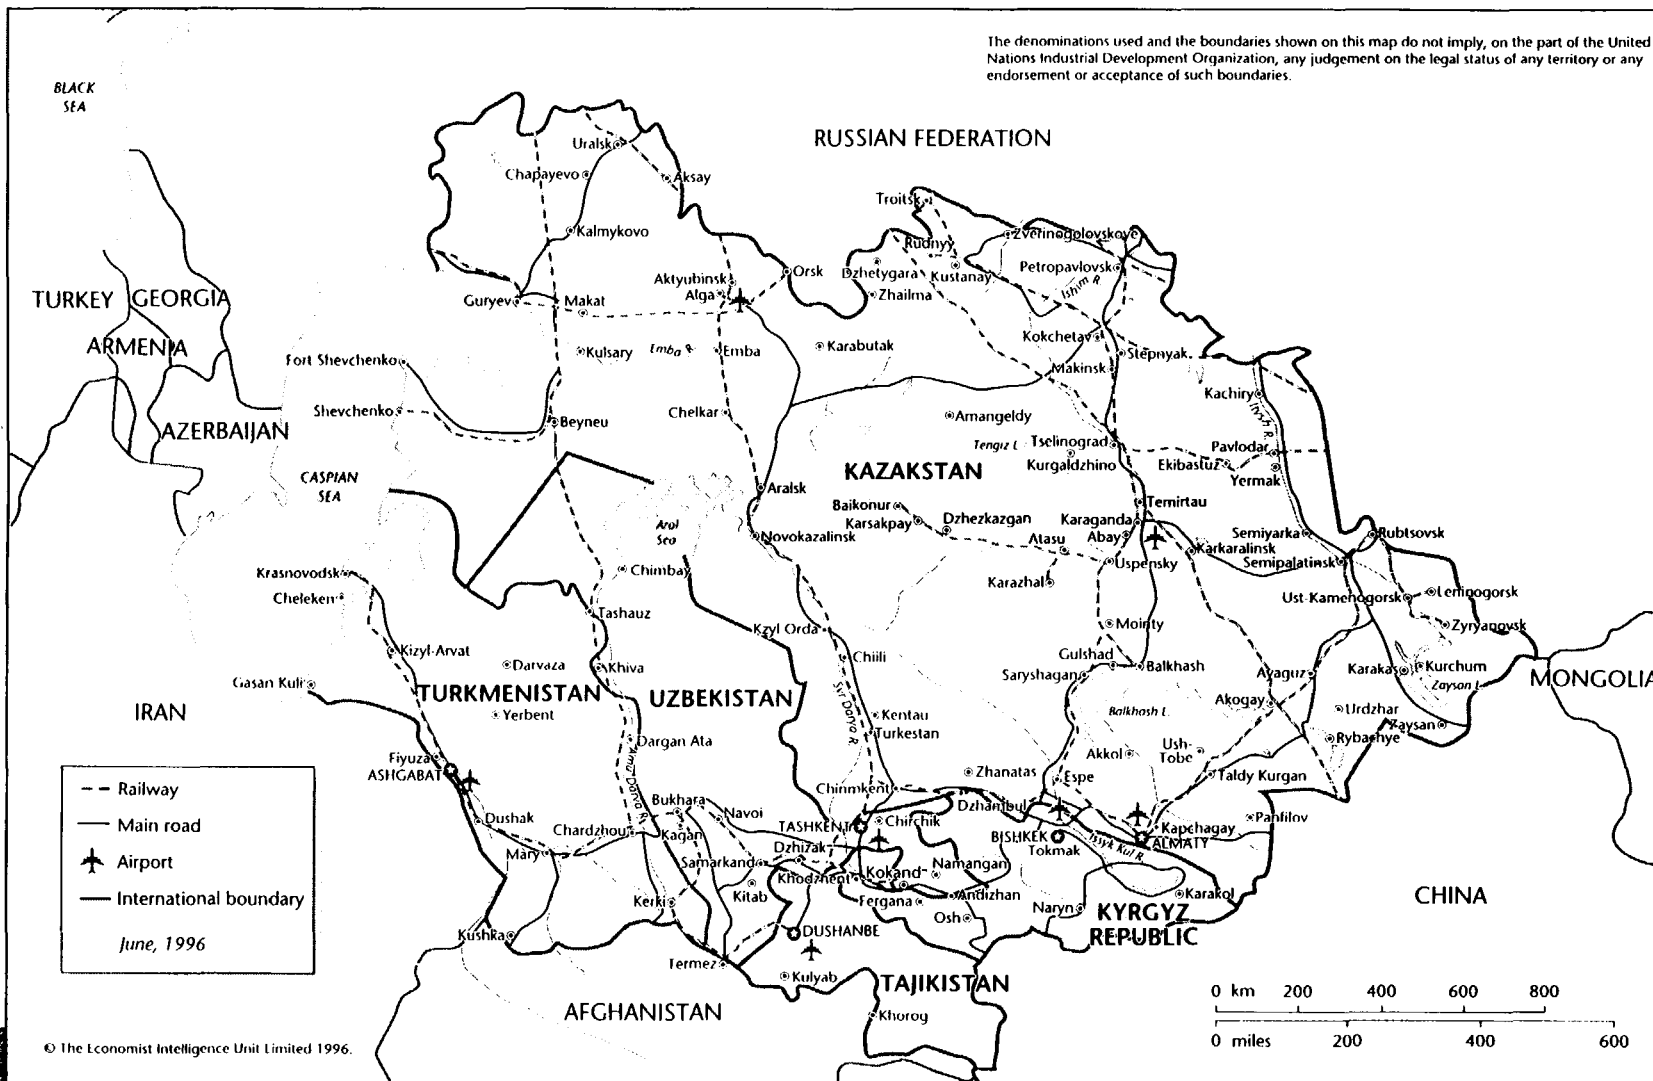 The denominations used and the boundaries shown on this map do not imply, on the part of the United
Nations Industrial Development Organization, any judgement on the legal status of any territory or any
endorsement or acceptance of such boundaries.
BLACK
SEA
RUSSIAN FEDERATION
Uralsk
Chapayevo
Aksay
Troitsk
Kalmykovo
Rudnyy
Zverinogolovskoye
Aktyubinsk
Orsk
Dzhetygara
Kustanay
Petropavlovsk
Ishim R.
TURKEY
GEORGIA
Guryev
Makat
Alga
Zhailma
ARMENIA
Kulsary
Emba R.
Emba
Karabutak
Kokchetav
Stepnyak
Fort Shevchenko
Makinsk
Kachiry
Irtysh R.
Shevchenko
Beyneu
Chelkar
Amangeldy
AZERBAIJAN
Tengiz L.
Tselinograd
Kurgaldzhino
Pavlodar
Ekibastuz
Yermak
KAZAKSTAN
CASPIAN
SEA
Aralsk
Baikonur
Karsakpay
Dzhezkazgan
Temirtau
Karaganda
Abay
Aral
Sea
Novokazalinsk
Atasu
Karkaralinsk
Semiyarka
Semipalatinsk
Rubtsovsk
Krasnovodsk
Chimbay
Karazhal
Uspensky
Cheleken
Tashauz
Ust-Kamenogorsk
Leninogorsk
Kzyl Orda
Mointy
Zyryanovsk
Kizyl-Arvat
Darvaza
Khiva
Chiili
Gulshad
Saryshagan
Balkhash
Ayaguz
Karakas
Kurchum
Zayson L.
MONGOLIA
Gasan Kuli
TURKMENISTAN
UZBEKISTAN
Syr Darya R.
IRAN
Yerbent
Kentau
Turkestan
Balkhash L.
Akogay
Urdzhar
Zaysan
Rybachye
Dargan Ata
Amu Darya R.
Akkol
Ush-
Tobe
Fiyuza
ASHGABAT
Zhanatas
Espe
Taldy Kurgan
Railway
Bukhara
Navoi
Chinmkent
Dzhambul
Main road
Dushak
Chardzhou
Kagan
TASHKENT
Chirchik
BISHKEK
Tokmak
Kapchagay
ALMATY
Panfilov
Issyk Kul R.
Airport
Mary
Samarkand
Dzhizak
Khodzhent
Kokand
Namangan
International boundary
Kerki
Kitab
Fergana
Andizhan
Osh
Naryn
Karakol
CHINA
KYRGYZ
REPUBLIC
June, 1996
Kushka
DUSHANBE
Termez
Kulyab
TAJIKISTAN
AFGHANISTAN
Khorog
0 km 200 400 600 800
0 miles 200 400 600
© The Economist Intelligence Unit Limited 1996.